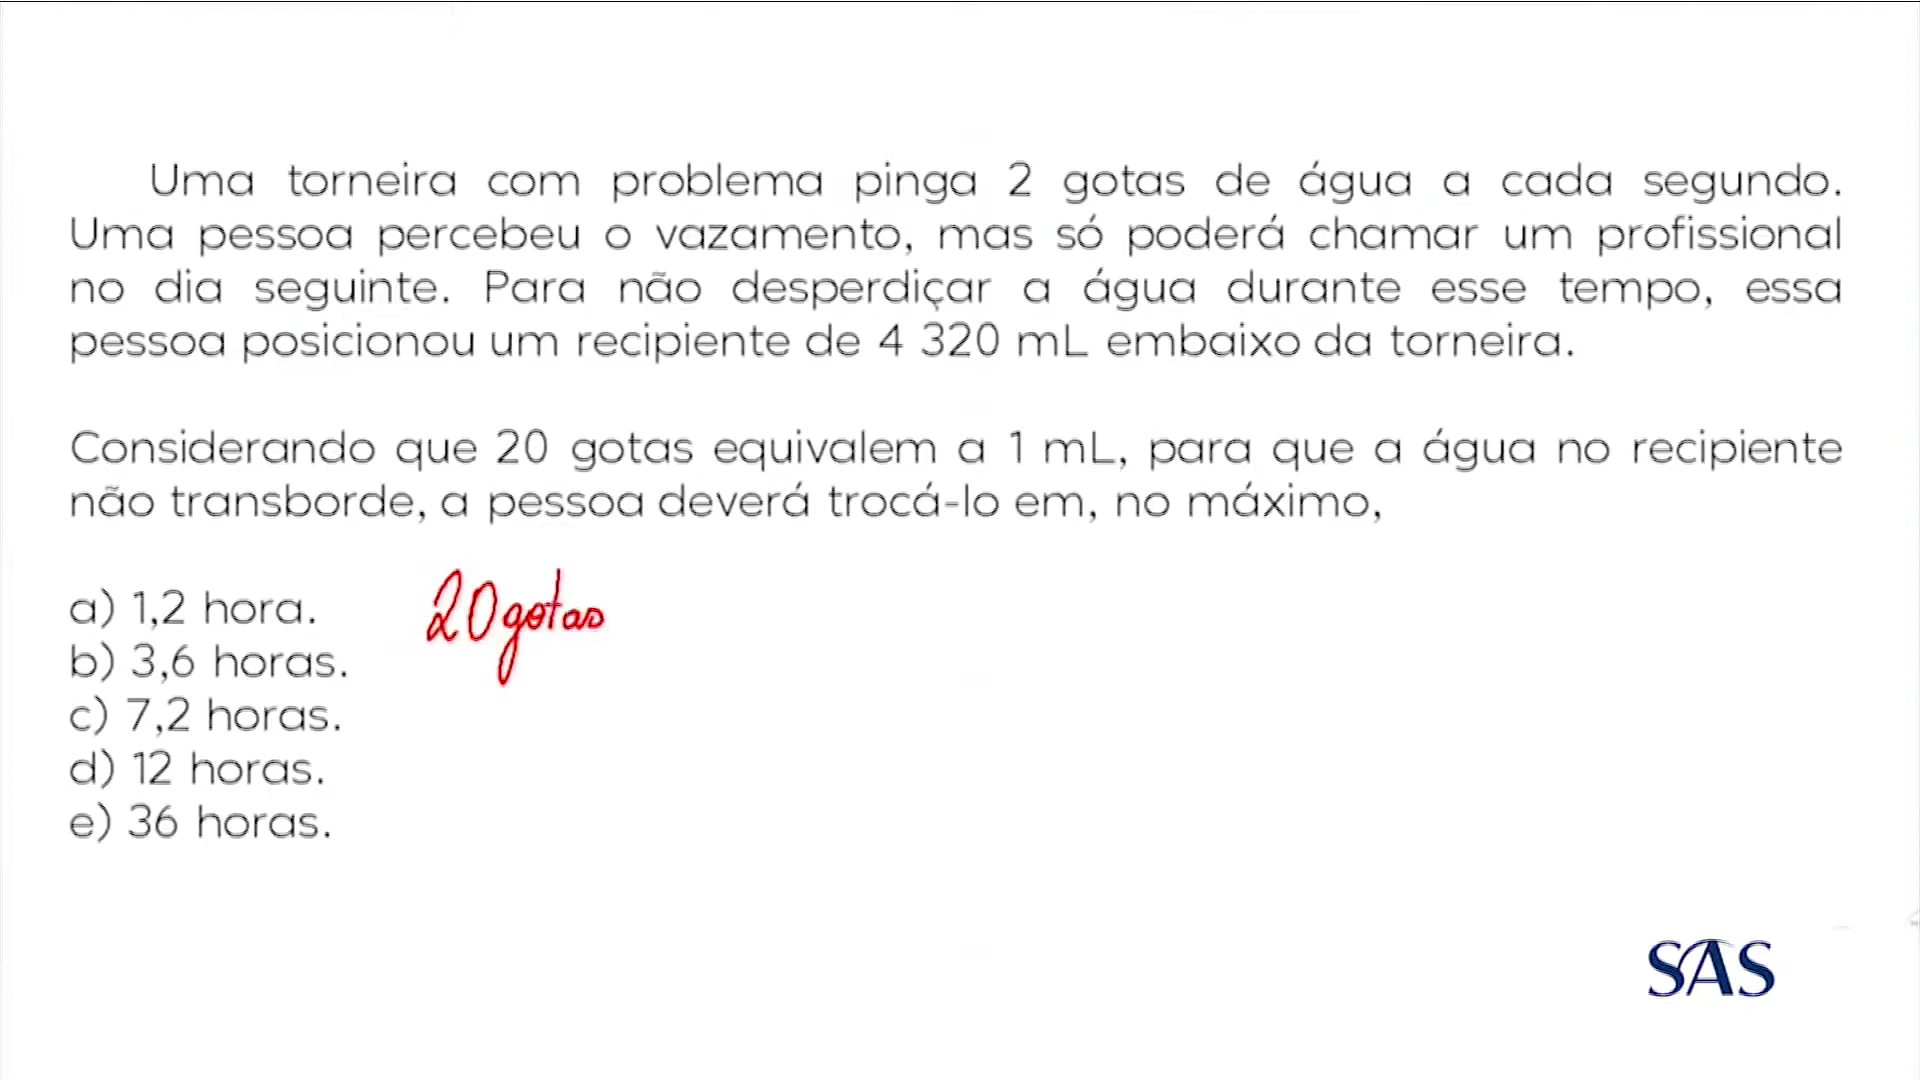 Uma torneira com problema pinga 2 gotas de água a cada segundo.
Uma pessoa percebeu o vazamento, mas só poderá chamar um profissional
no dia seguinte. Para não desperdiçar a água durante esse tempo, essa
pessoa posicionou um recipiente de 4 320 mL embaixo da torneira.
Considerando que 20 gotas equivalem a 1 mL, para que a água no recipiente
não transborde, a pessoa deverá trocá-lo em, no máximo,
a) 1,2 hora.
20 gotas
b) 3,6 horas.
c) 7,2 horas.
d) 12 horas.
e) 36 horas.
SAS